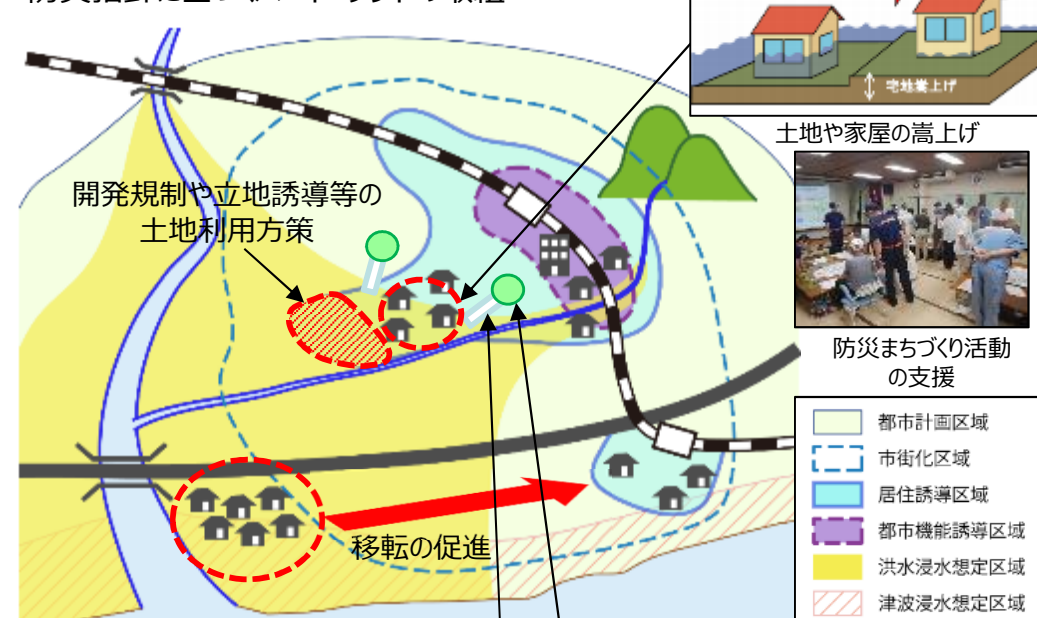 宅地嵩上げ
土地や家屋の嵩上げ
開発規制や立地誘導等の
土地利用方策
防災まちづくり活動
の支援
移転の促進
都市計画区域
市街化区域
居住誘導区域
都市機能誘導区域
洪水浸水想定区域
津波浸水想定区域